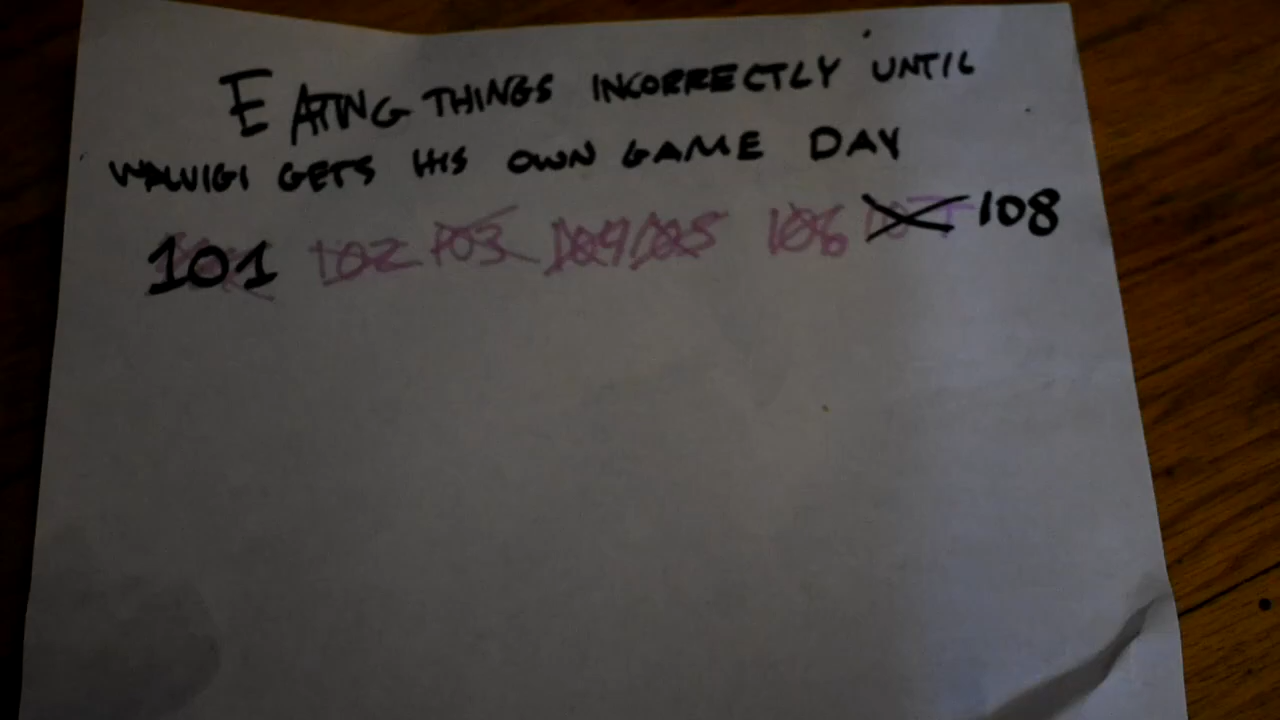 EATING THINGS INCORRECTLY UNTIL
WALUIGI GETS HIS OWN GAME DAY
101 102 103 104 105 106 107 108